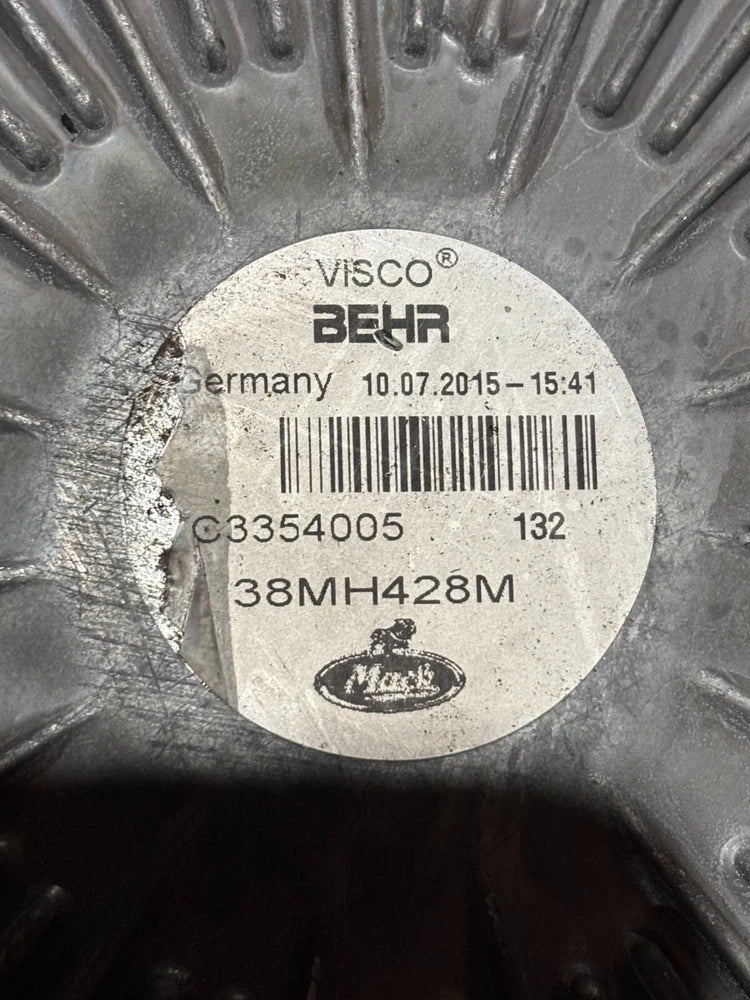 VISCO®
BEHR
Germany 10.07.2015 – 15:41
C3354005 132
38MH428M
Mack